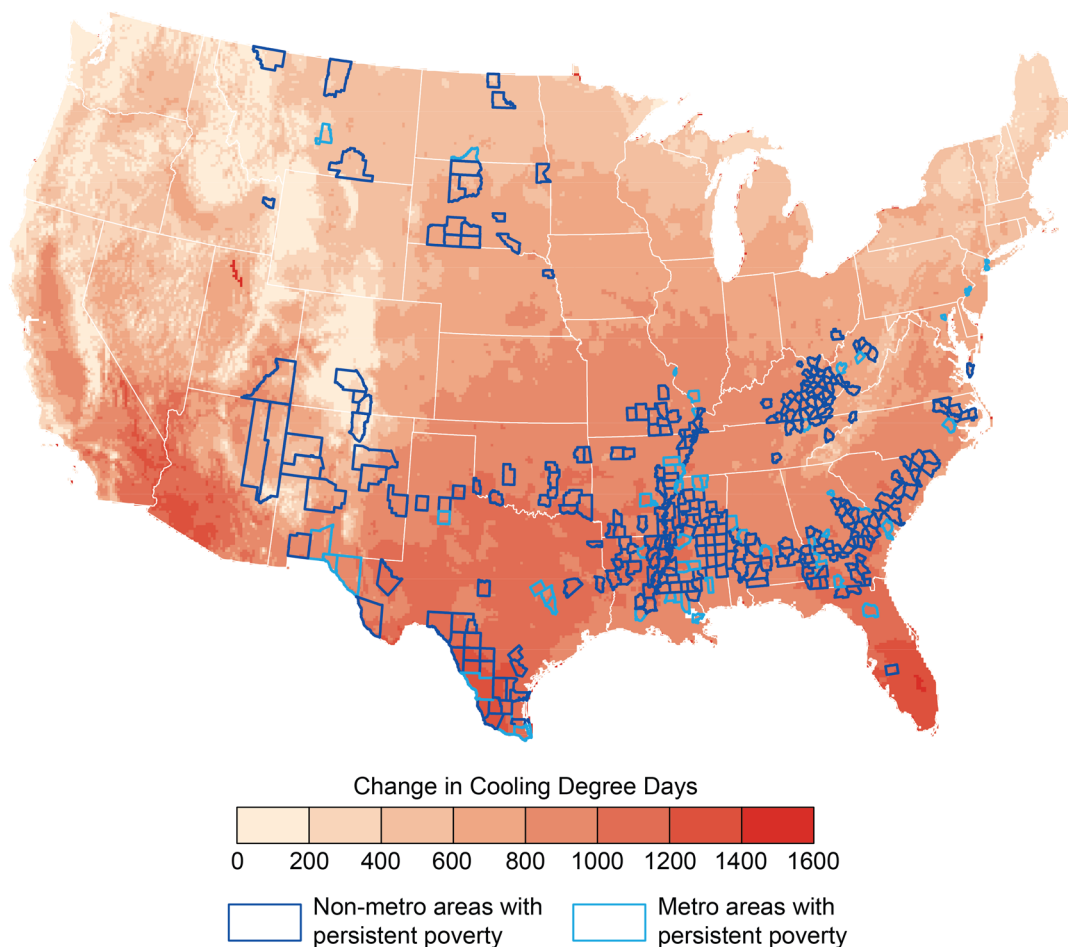 Change in Cooling Degree Days
0 200 400 600 800 1000 1200 1400 1600
Non-metro areas with
persistent poverty
Metro areas with
persistent poverty